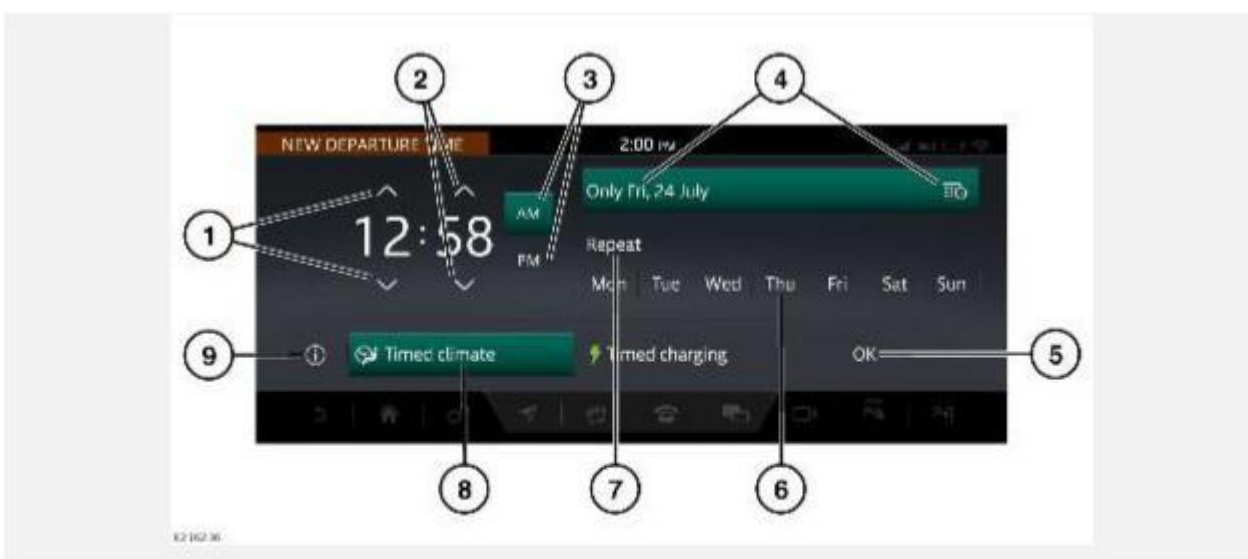 2
3
4
NEW DEPARTURE TIME
2:00 PM
Only Fri, 24 July
AM
1
12:58
Repeat
PM
Mon Tue Wed Thu Fri Sat Sun
9
Timed climate
Timed charging
OK
5
8
7
6